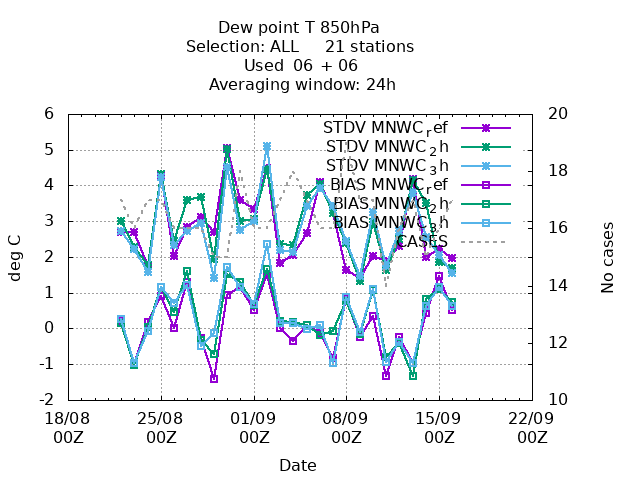 Dew point T 850hPa
Selection: ALL 21 stations
Used 06 + 06
Averaging window: 24h
6
5
4
3
2
1
0
-1
-2
deg C
20
18
16
14
12
10
No cases
STDV MNWC_ref
STDV MNWC_2h
STDV MNWC_3h
BIAS MNWC_ref
BIAS MNWC_2h
BIAS MNWC_3h
CASES
18/08 25/08 01/09 08/09 15/09 22/09
00Z 00Z 00Z 00Z 00Z 00Z
Date